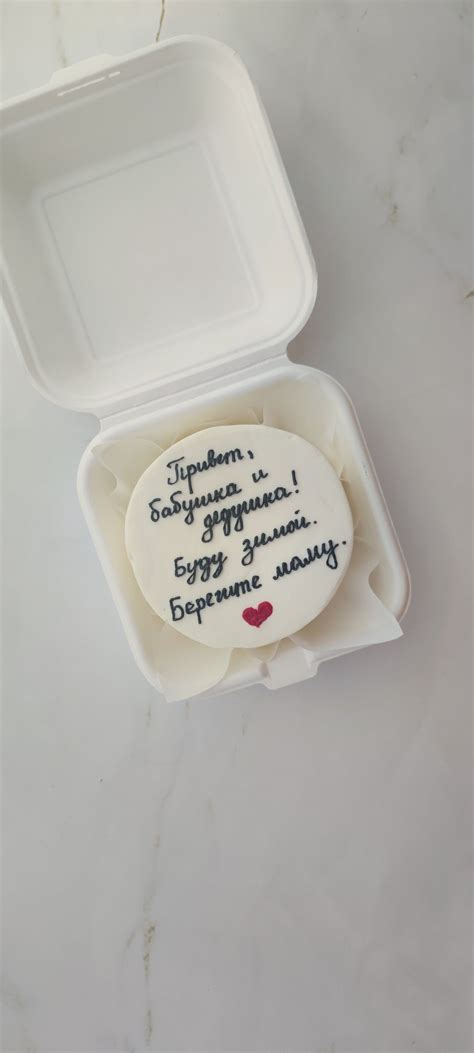 Привет,
бабушка и
дедушка!
Буду зимой.
Берегите маму.